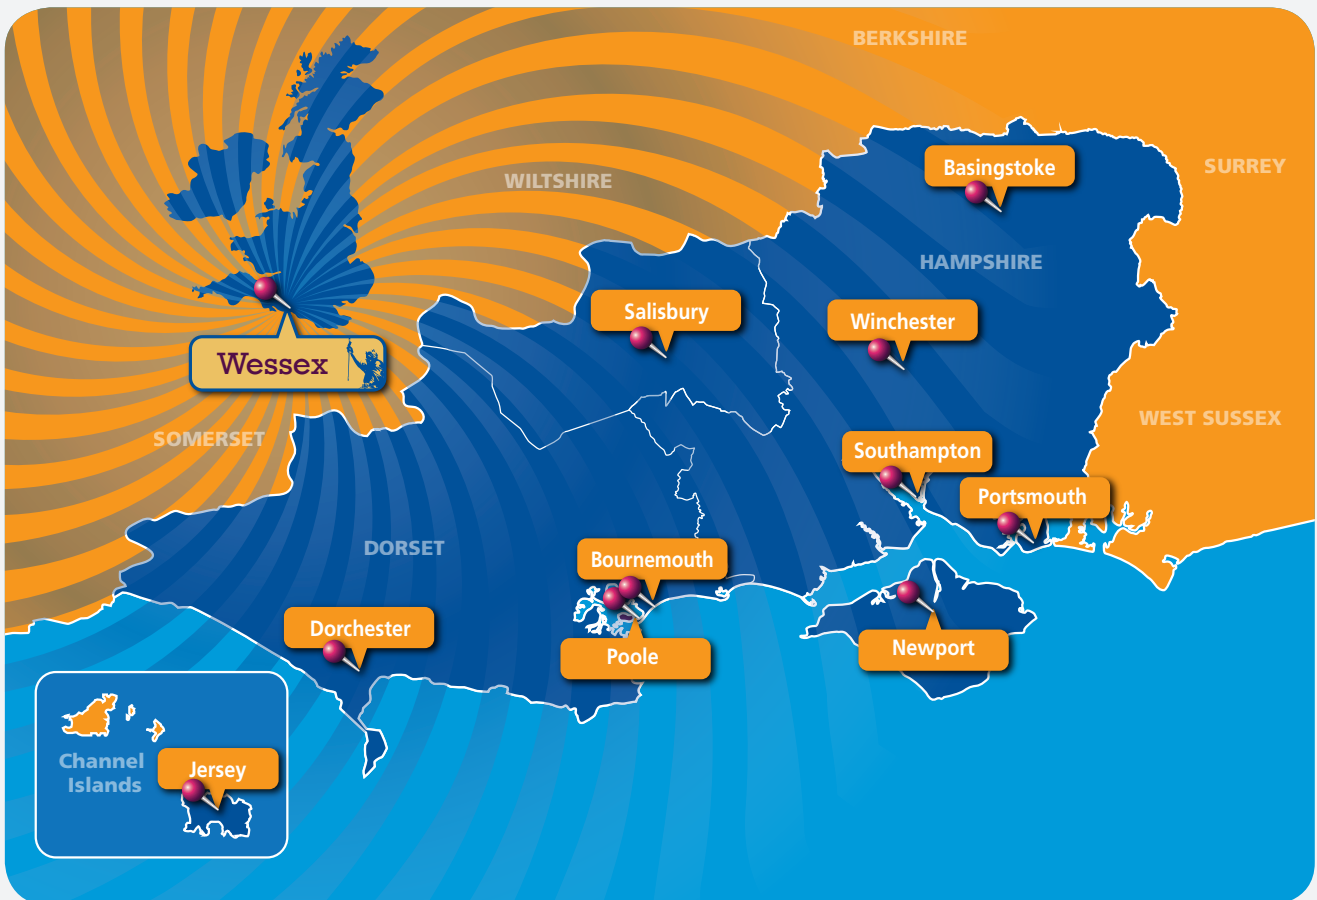 BERKSHIRE
Basingstoke
SURREY
WILTSHIRE
HAMPSHIRE
Salisbury
Winchester
Wessex
WEST SUSSEX
SOMERSET
Southampton
Portsmouth
DORSET
Bournemouth
Dorchester
Poole
Newport
Channel
Islands
Jersey